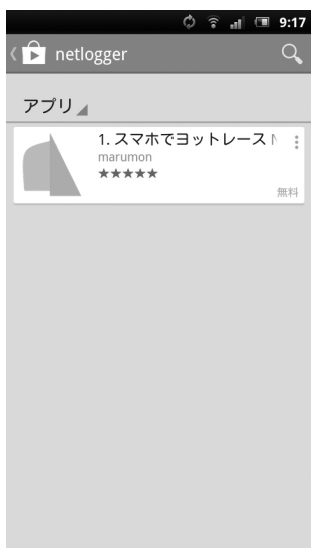 9:17
netlogger
アプリ
1. スマホでヨットレース
marumon
★★★★★
無料